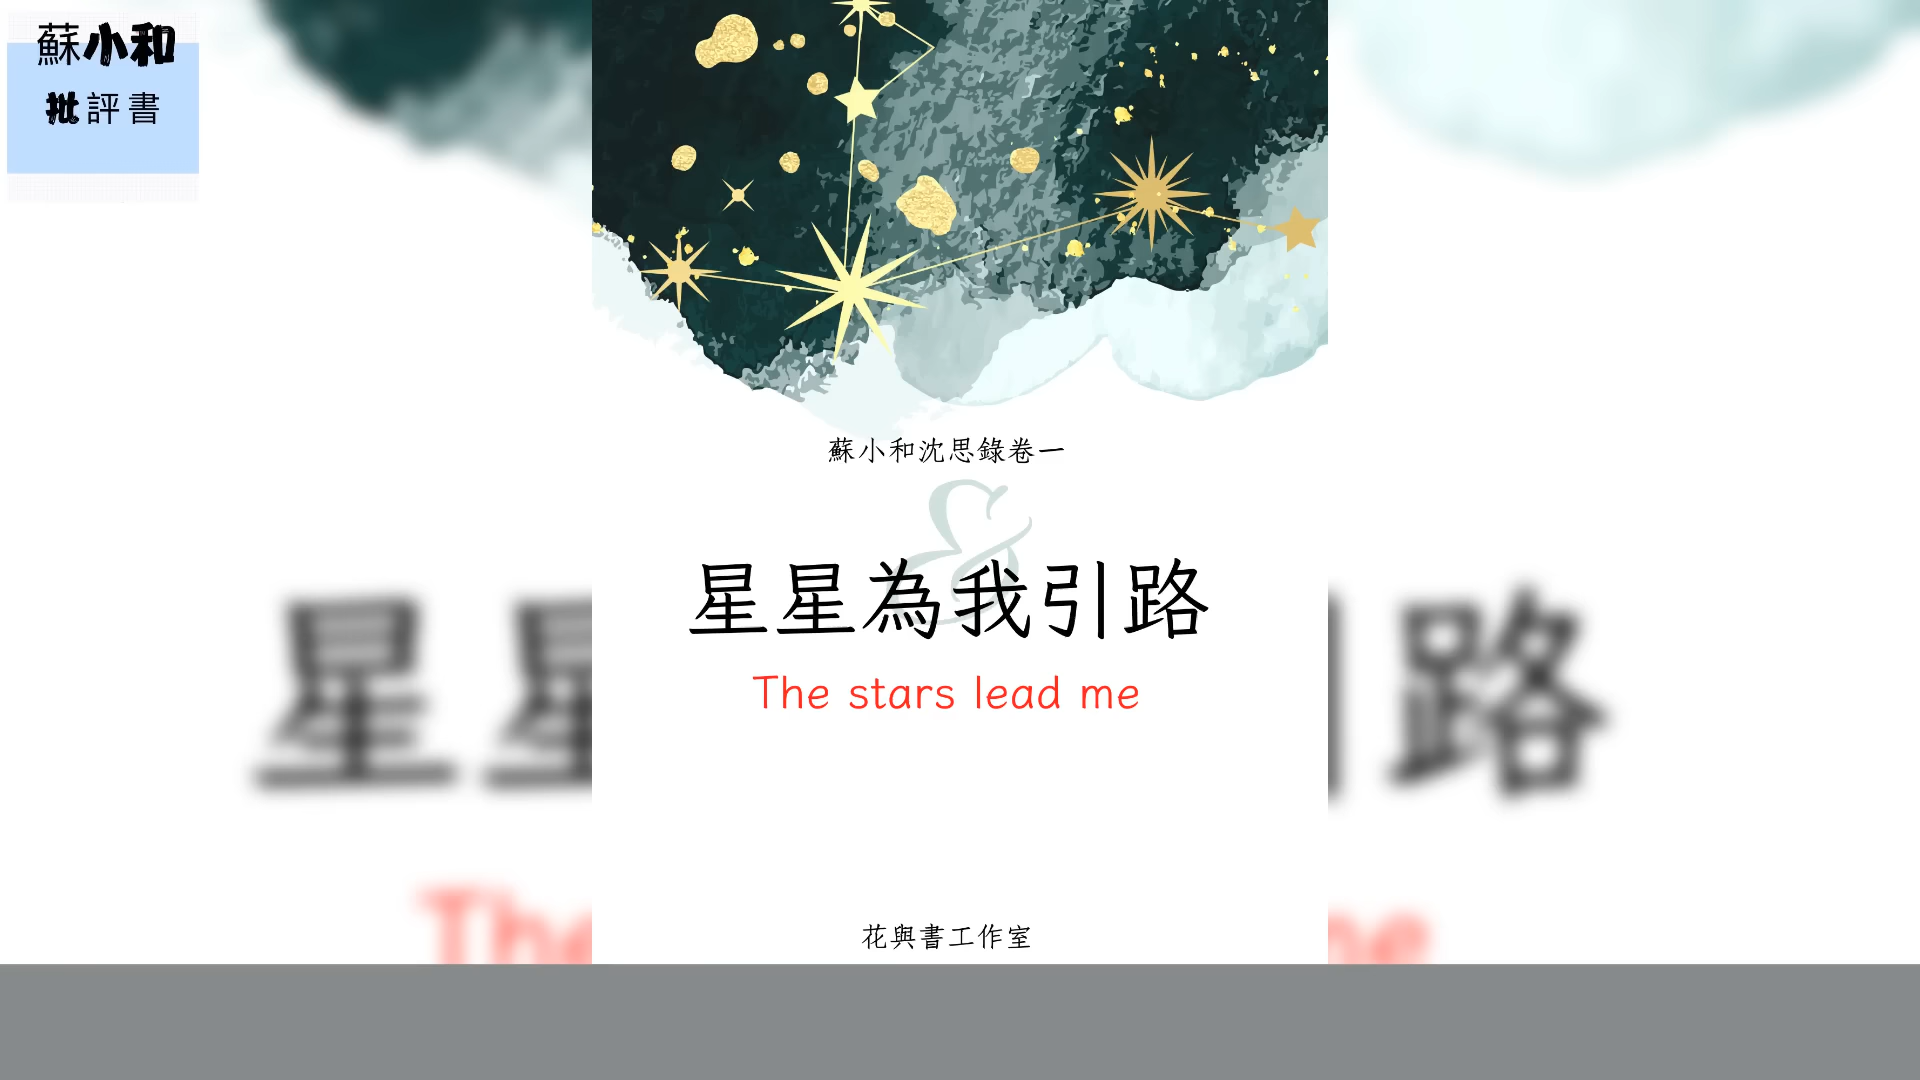 蘇小和
批評書
蘇小和沈思錄卷一
星星為我引路
The stars lead me
花與書工作室